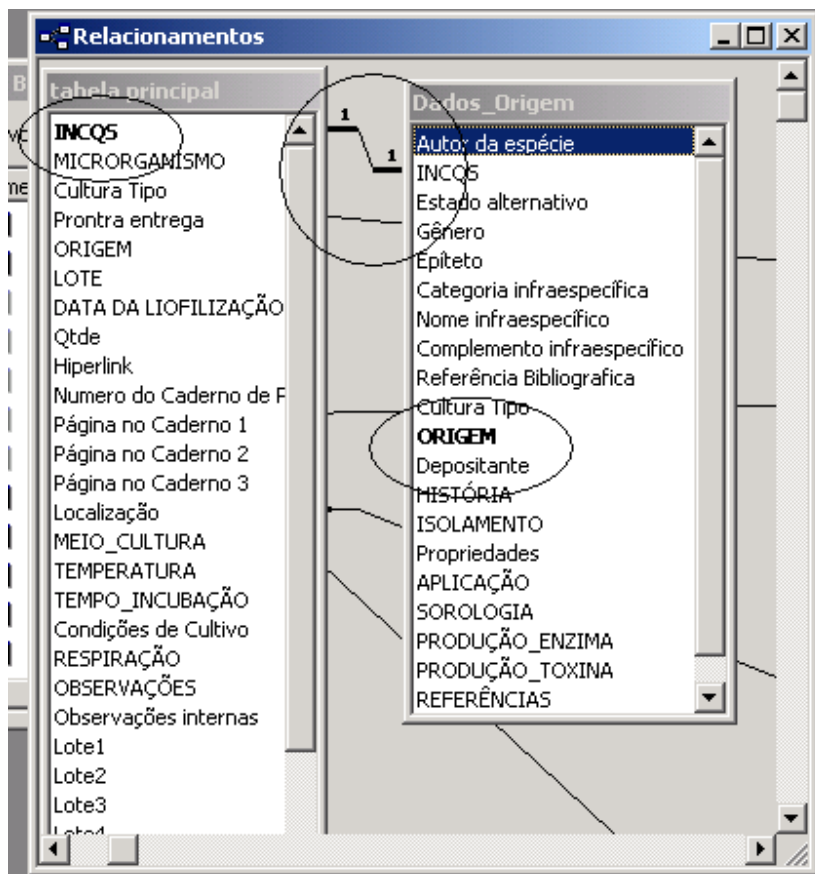 Relacionamentos
tabela principal
INCQS
MICRORGANISMO
Cultura Tipo
Prontra entrega
ORIGEM
LOTE
DATA DA LIOFILIZAÇÃO
Qtde
Hiperlink
Numero do Caderno de
Página no Caderno 1
Página no Caderno 2
Página no Caderno 3
Localização
MEIO_CULTURA
TEMPERATURA
TEMPO_INCUBAÇÃO
Condições de Cultivo
RESPIRAÇÃO
OBSERVAÇÕES
Observações internas
Lote1
Lote2
Lote3
Lote4
1
1
Dados_Origem
Autor da espécie
INCQS
Estado alternativo
Gênero
Epíteto
Categoria infraespecífica
Nome infraespecífico
Complemento infraespecífico
Referência Bibliografica
Cultura Tipo
ORIGEM
Depositante
HISTÓRIA
ISOLAMENTO
Propriedades
APLICAÇÃO
SOROLOGIA
PRODUÇÃO_ENZIMA
PRODUÇÃO_TOXINA
REFERÊNCIAS